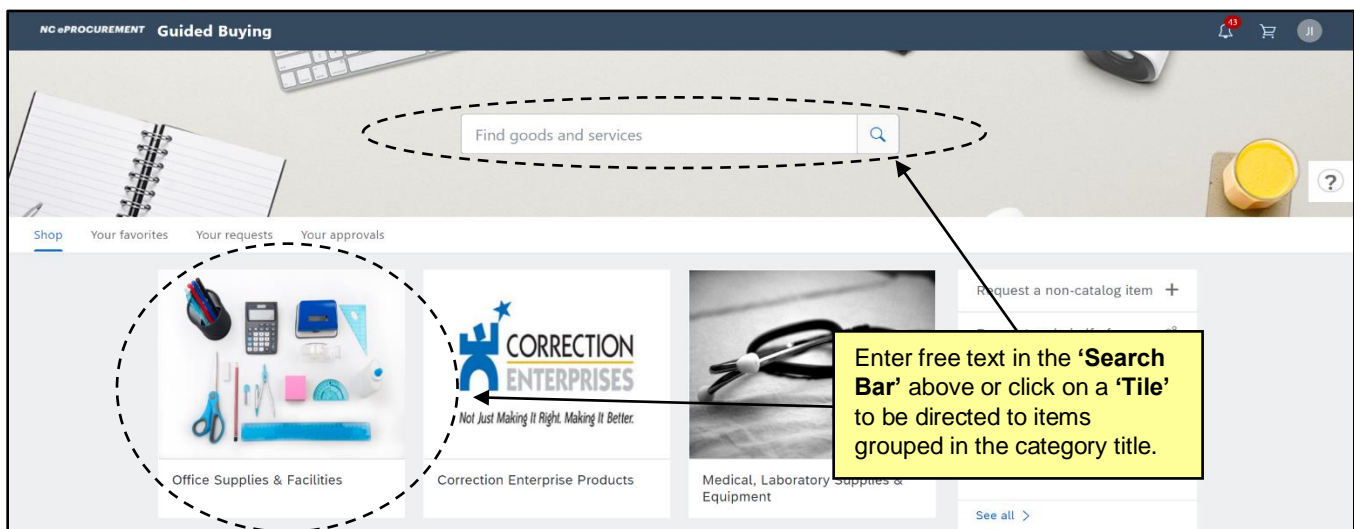 NC ePROCUREMENT Guided Buying
43
JI
Find goods and services
?
Shop Your favorites Your requests Your approvals
CORRECTION
ENTERPRISES
Not Just Making It Right. Making It Better.
Office Supplies & Facilities
Correction Enterprise Products
Medical, Laboratory Supplies &
Equipment
Request a non-catalog item +
Enter free text in the ‘Search
Bar’ above or click on a ‘Tile’
to be directed to items
grouped in the category title.
See all >